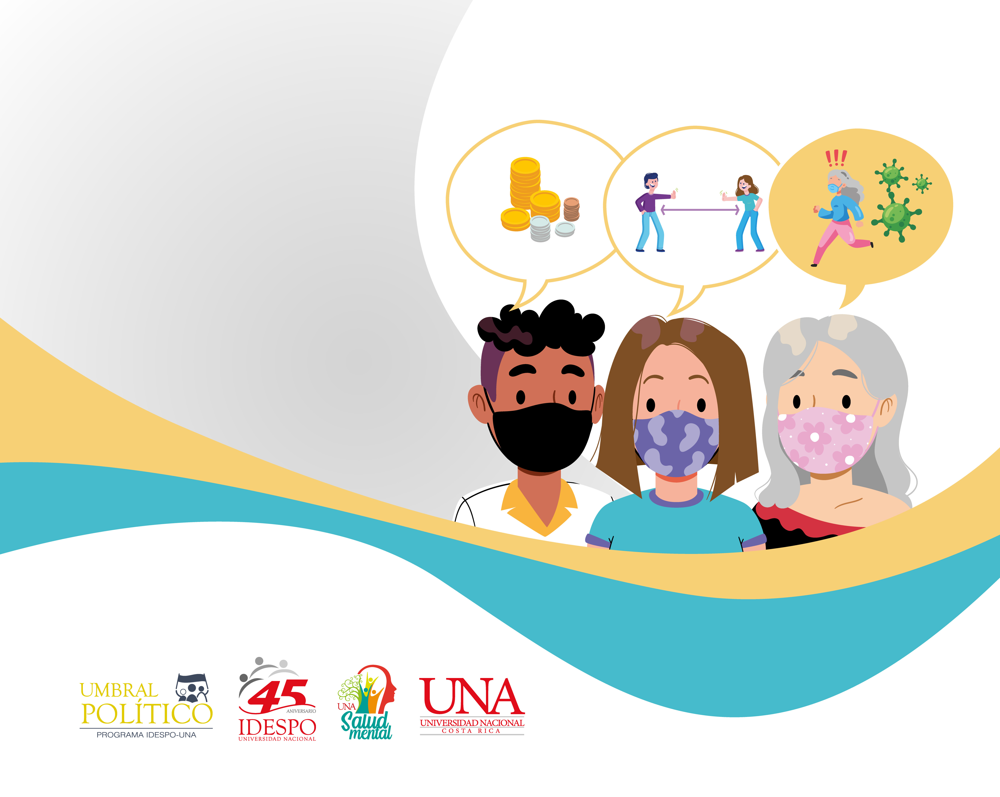 UMBRAL
POLÍTICO
PROGRAMA IDESPO-UNA
45
ANIVERSARIO
IDESPO
UNIVERSIDAD NACIONAL
UNA
Salud
mental
UNA
UNIVERSIDAD NACIONAL
COSTA RICA
!!!